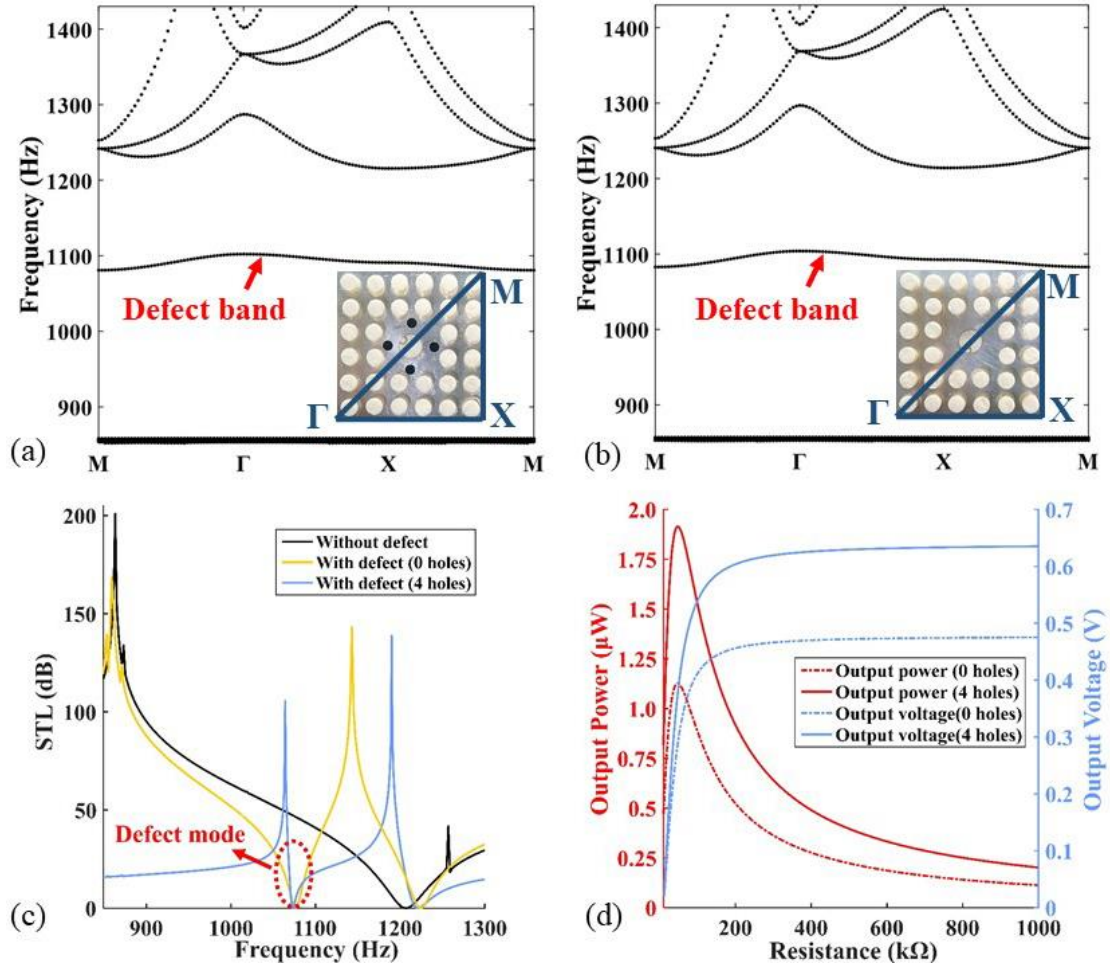 1400
1300
1200
1100
1000
900
Frequency (Hz)
Defect band
M
Γ
X
(a)
M Γ X M
1400
1300
1200
1100
1000
900
Frequency (Hz)
Defect band
M
Γ
X
(b)
M Γ X M
200
150
100
50
0
STL (dB)
Without defect
With defect (0 holes)
With defect (4 holes)
Defect mode
(c)
900 1000 1100 1200 1300
Frequency (Hz)
2.0
1.75
1.5
1.25
1.0
0.75
0.5
0.25
0
Output Power (μW)
0.7
0.6
0.5
0.4
0.3
0.2
0.1
0
Output Voltage (V)
Output power (0 holes)
Output power (4 holes)
Output voltage(0 holes)
Output voltage(4 holes)
(d)
200 400 600 800 1000
Resistance (kΩ)